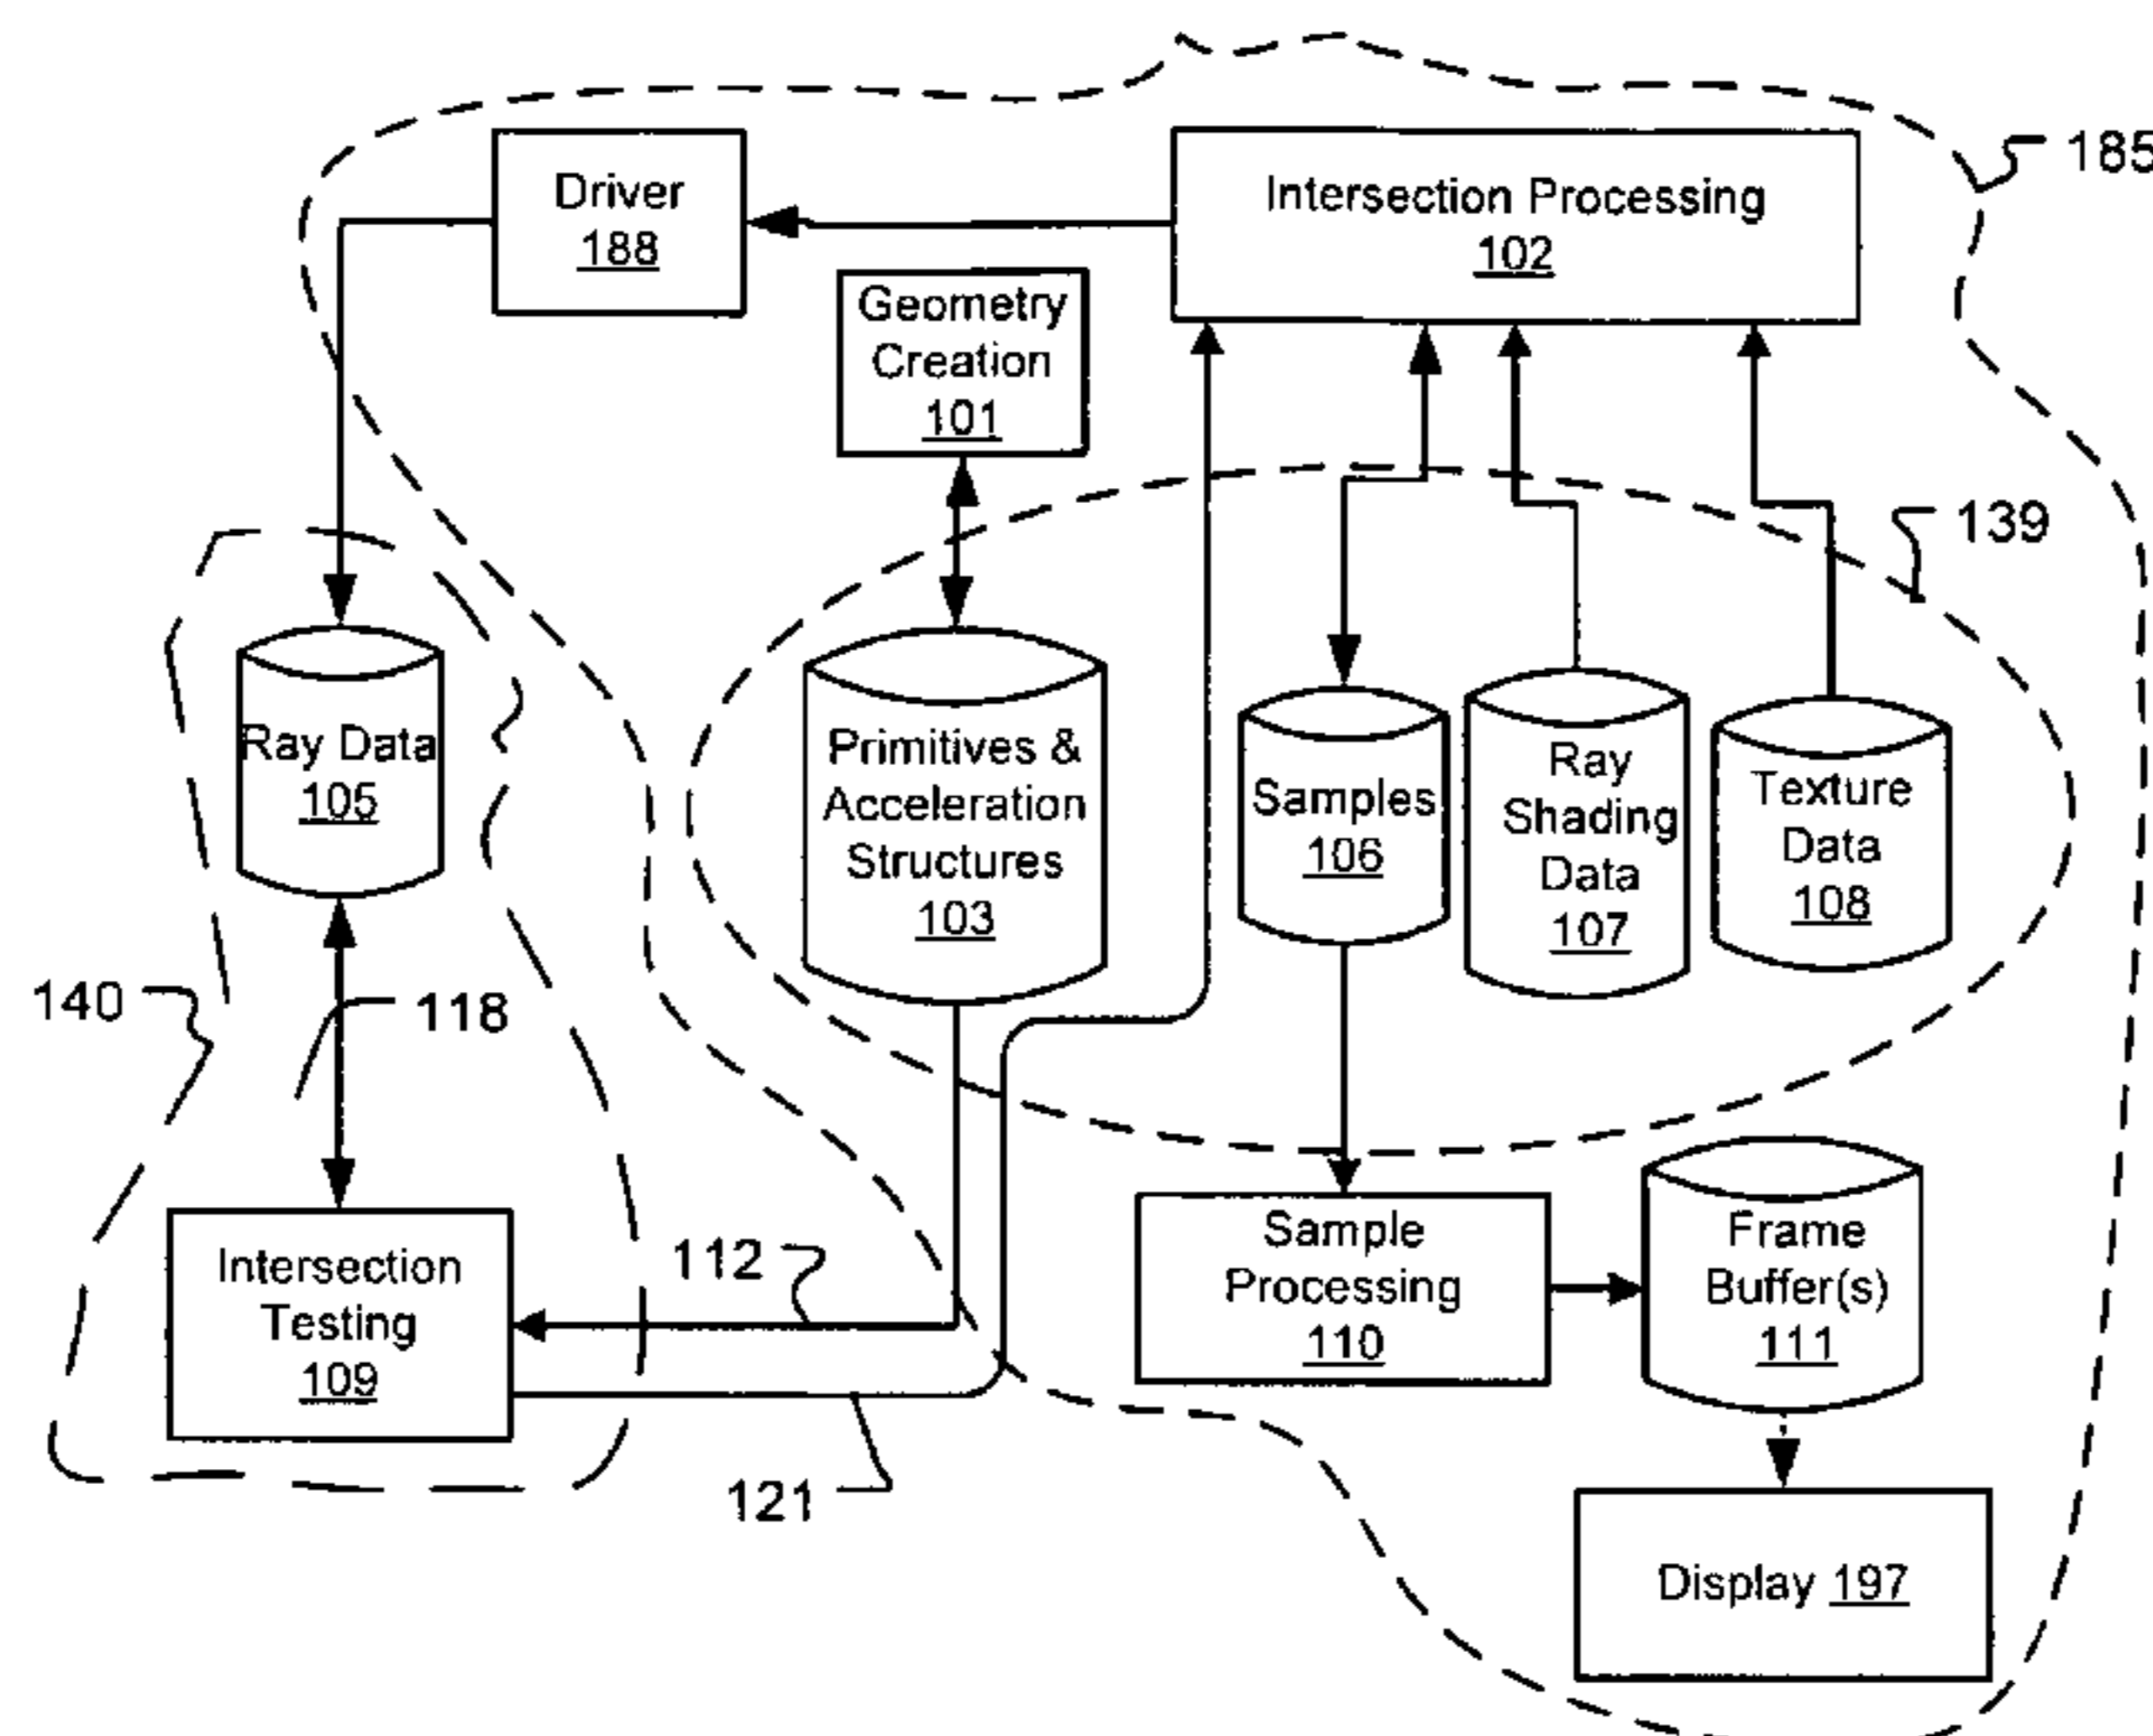 185
Driver
188
Intersection Processing
102
Geometry
Creation
101
139
Ray Data
105
Primitives &
Acceleration
Structures
103
Samples
106
Ray
Shading
Data
107
Texture
Data
108
140
118
Intersection
Testing
109
112
121
Sample
Processing
110
Frame
Buffer(s)
111
Display 197